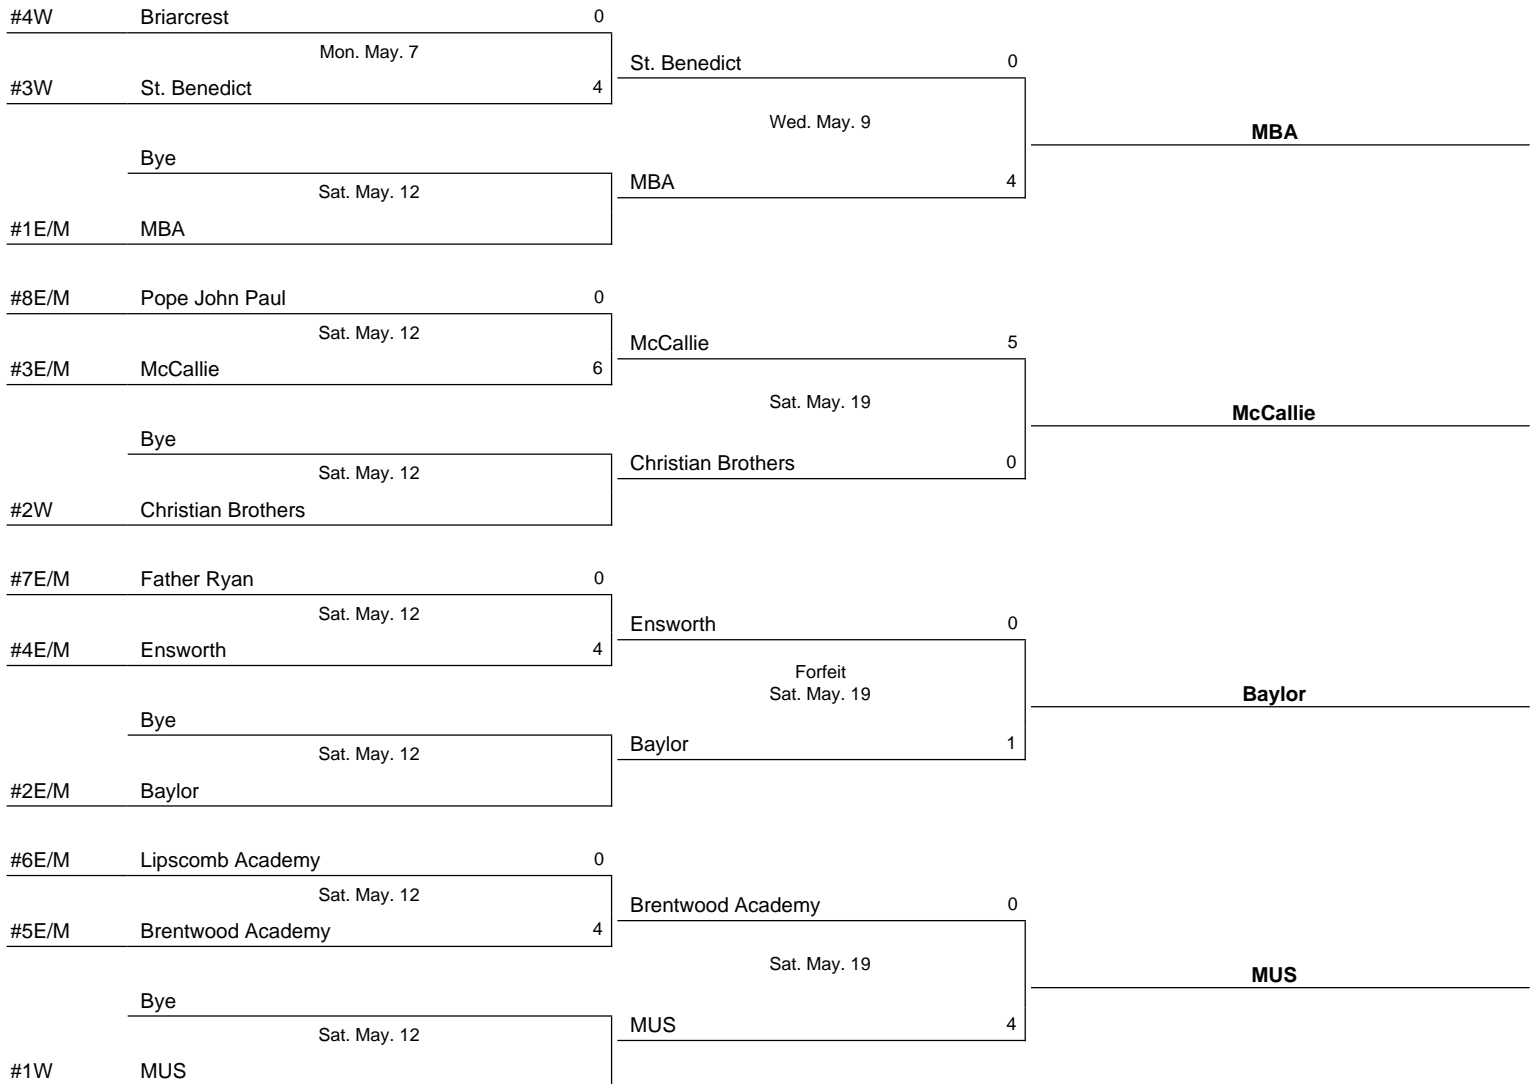 #4W Briarcrest 0
Mon. May. 7
#3W St. Benedict 4
St. Benedict 0
Wed. May. 9
MBA 4
MBA
Bye
Sat. May. 12
#1E/M MBA
#8E/M Pope John Paul 0
Sat. May. 12
#3E/M McCallie 6
McCallie 5
Sat. May. 19
Christian Brothers 0
McCallie
Bye
Sat. May. 12
#2W Christian Brothers
#7E/M Father Ryan 0
Sat. May. 12
#4E/M Ensworth 4
Ensworth 0
Forfeit
Sat. May. 19
Baylor 1
Baylor
Bye
Sat. May. 12
#2E/M Baylor
#6E/M Lipscomb Academy 0
Sat. May. 12
#5E/M Brentwood Academy 4
Brentwood Academy 0
Sat. May. 19
MUS 4
MUS
Bye
Sat. May. 12
#1W MUS